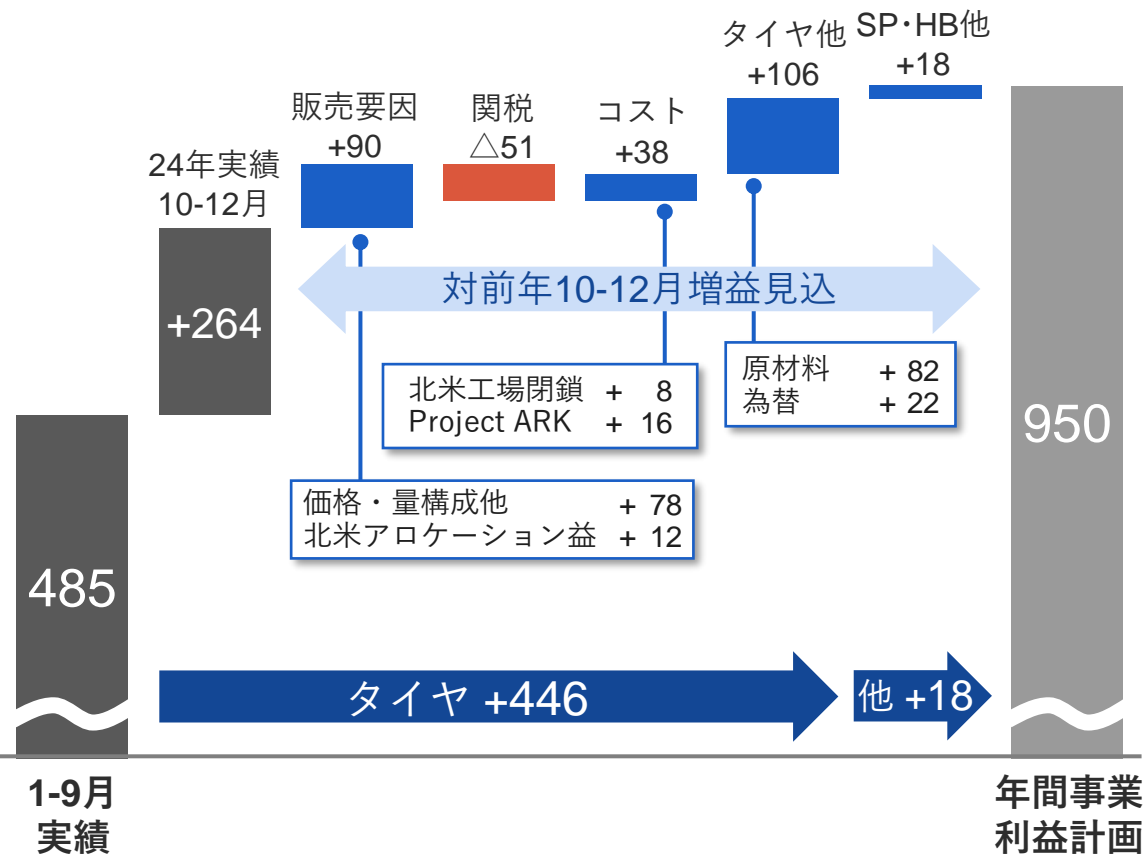 SP･HB他
+18
タイヤ他
+106
販売要因
+90
関税
△51
コスト
+38
24年実績
10-12月
+264
対前年10-12月増益見込
原材料 + 82
為替 + 22
北米工場閉鎖 + 8
Project ARK + 16
950
価格・量構成他 + 78
北米アロケーション益 + 12
485
タイヤ +446
他 +18
1-9月
実績
年間事業
利益計画